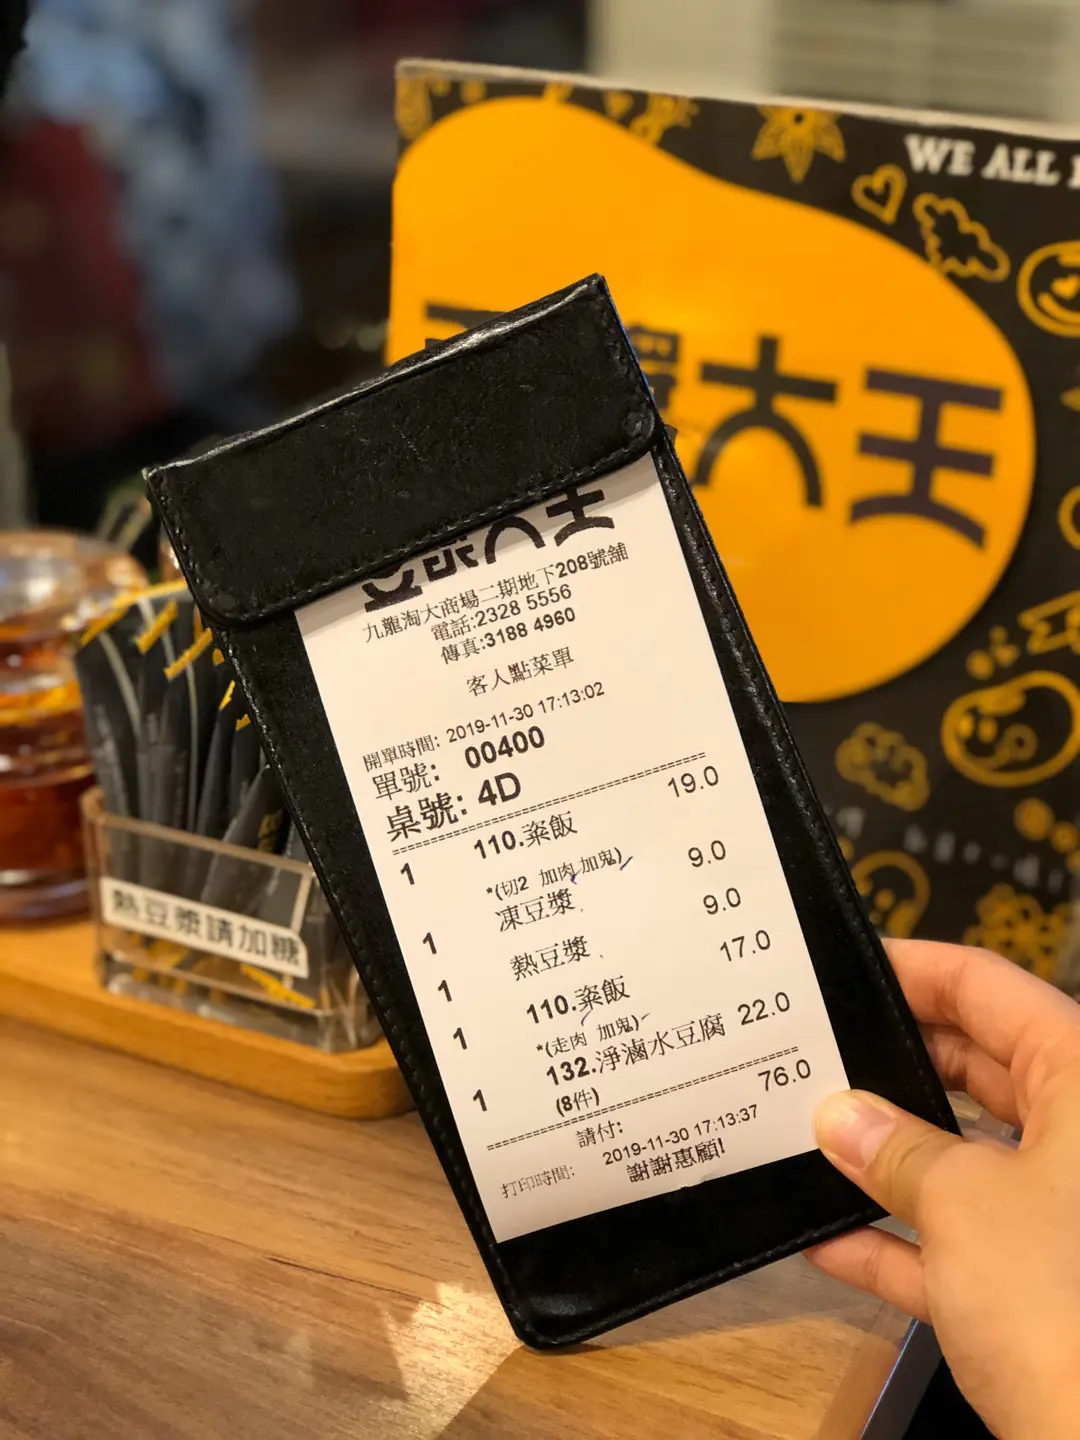 WE ALL
大王
九龍淘大商場二期地下208號舖
電話:2328 5556
傳真:3188 4960
客人點菜單
開單時間: 2019-11-30 17:13:02
單號: 00400
桌號: 4D
1 110.粢飯 19.0
*(切2 加肉 加鬼)
1 凍豆漿 9.0
1 熱豆漿 9.0
1 110.粢飯 17.0
*(走肉 加鬼)
1 132.淨滷水豆腐 22.0
(8件)
請付: 76.0
打印時間: 2019-11-30 17:13:37
謝謝惠顧!
熱豆漿請加糖